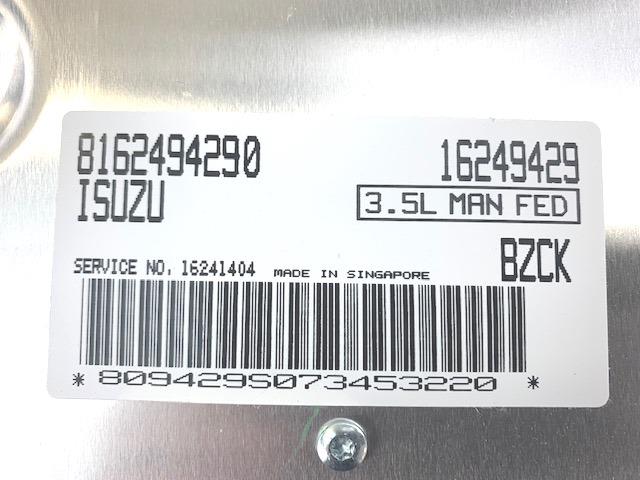 8162494290 16249429
ISUZU 3.5L MAN FED
BZCK
SERVICE NO. 16241404 MADE IN SINGAPORE
* 809429S073453220 *